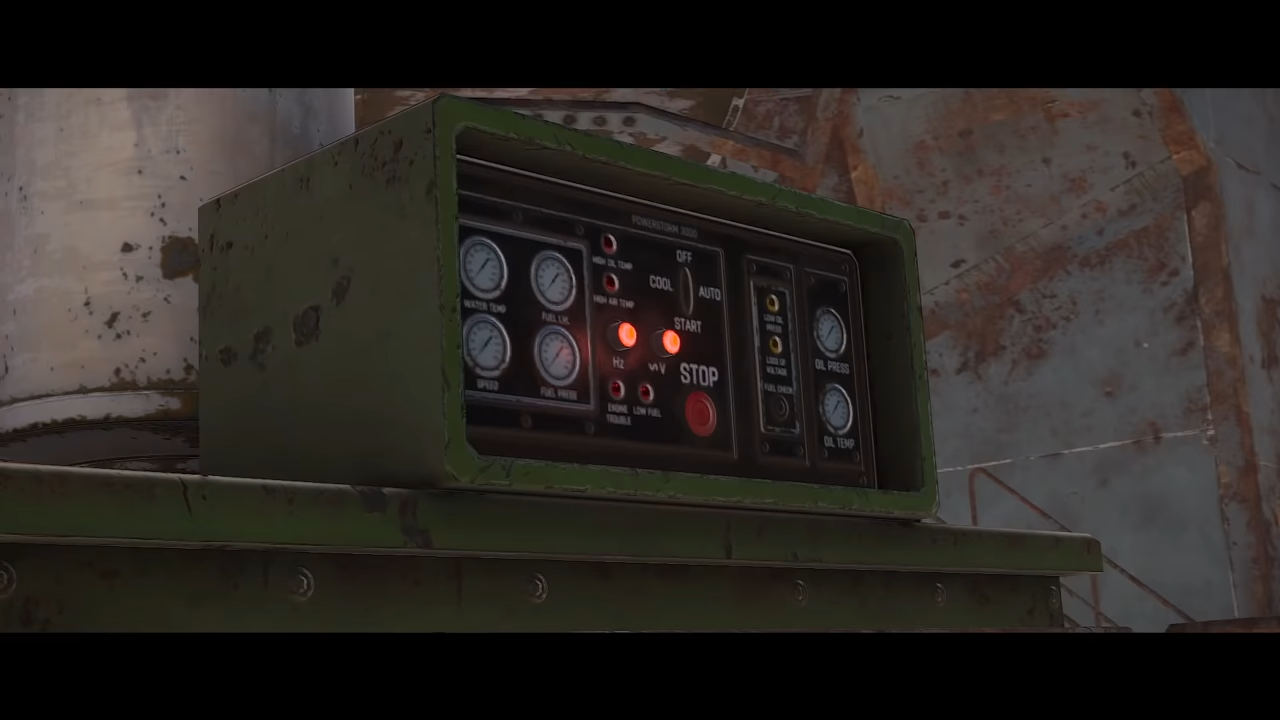 POWERSTORM 3000
WATER TEMP
FUEL LVL
SPEED
FUEL PRESS
HIGH OIL TEMP
HIGH AIR TEMP
Hz
V
ENGINE
TROUBLE
LOW FUEL
OFF
COOL
AUTO
START
STOP
LOW OIL
PRESS
LOSS OF
VOLTAGE
FUEL CHECK
OIL PRESS
OIL TEMP